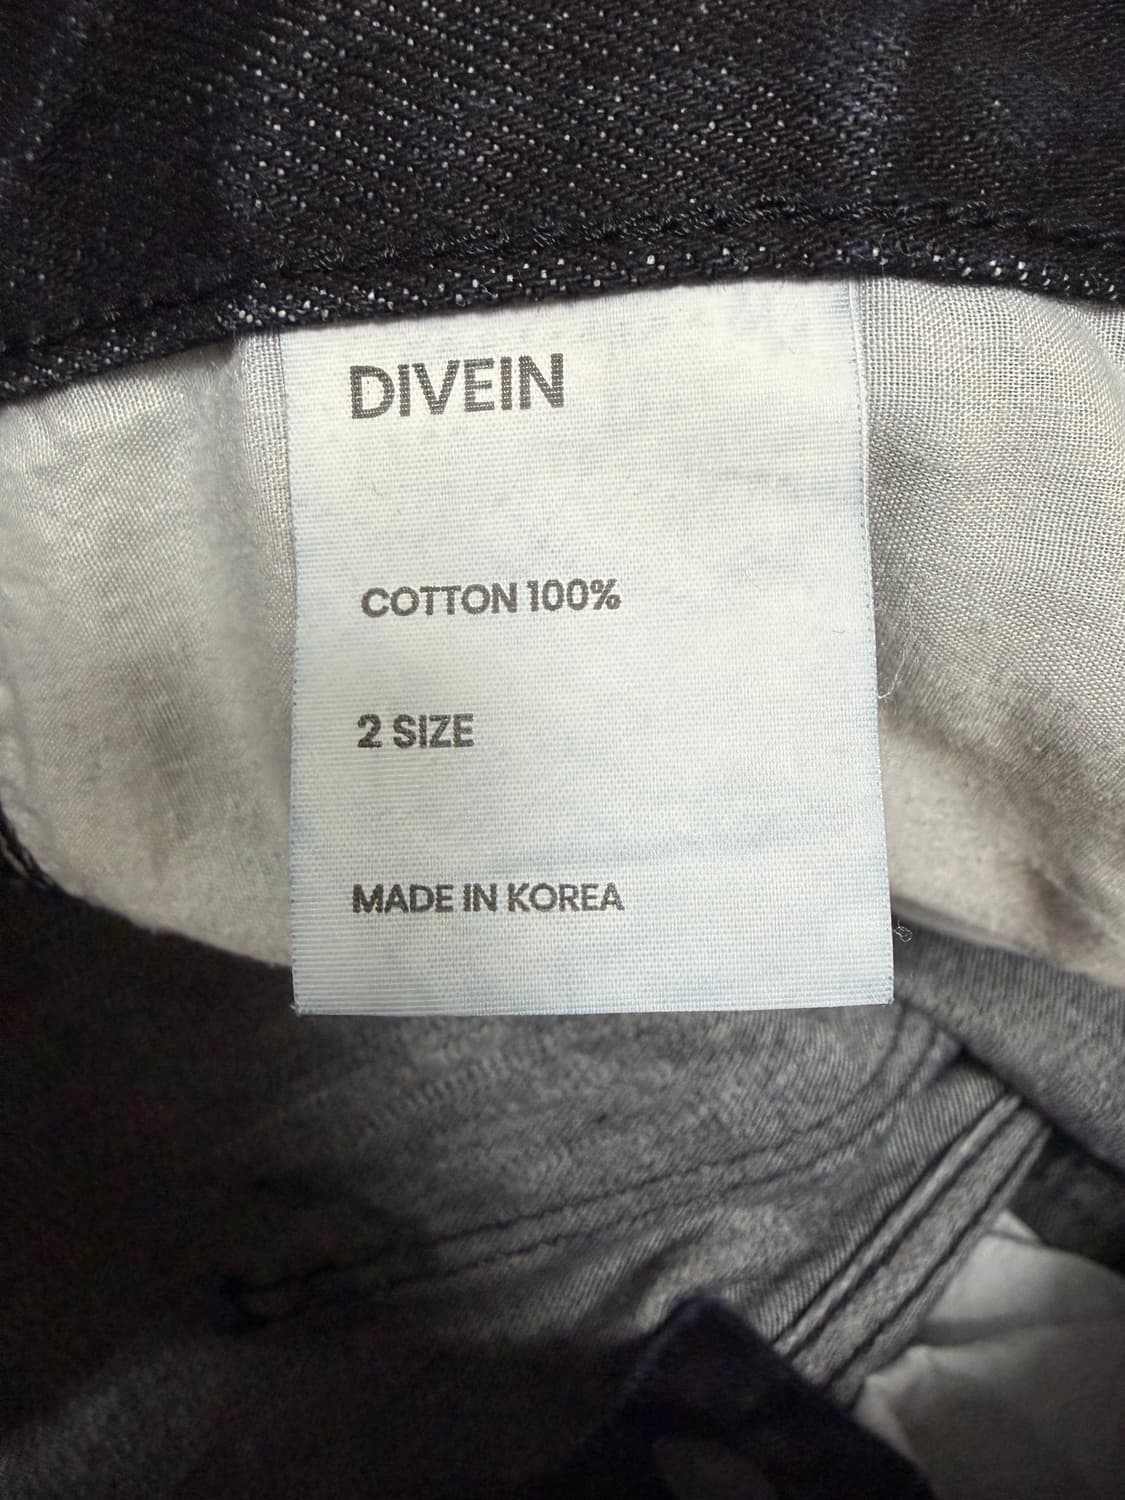 DIVEIN
COTTON 100%
2 SIZE
MADE IN KOREA